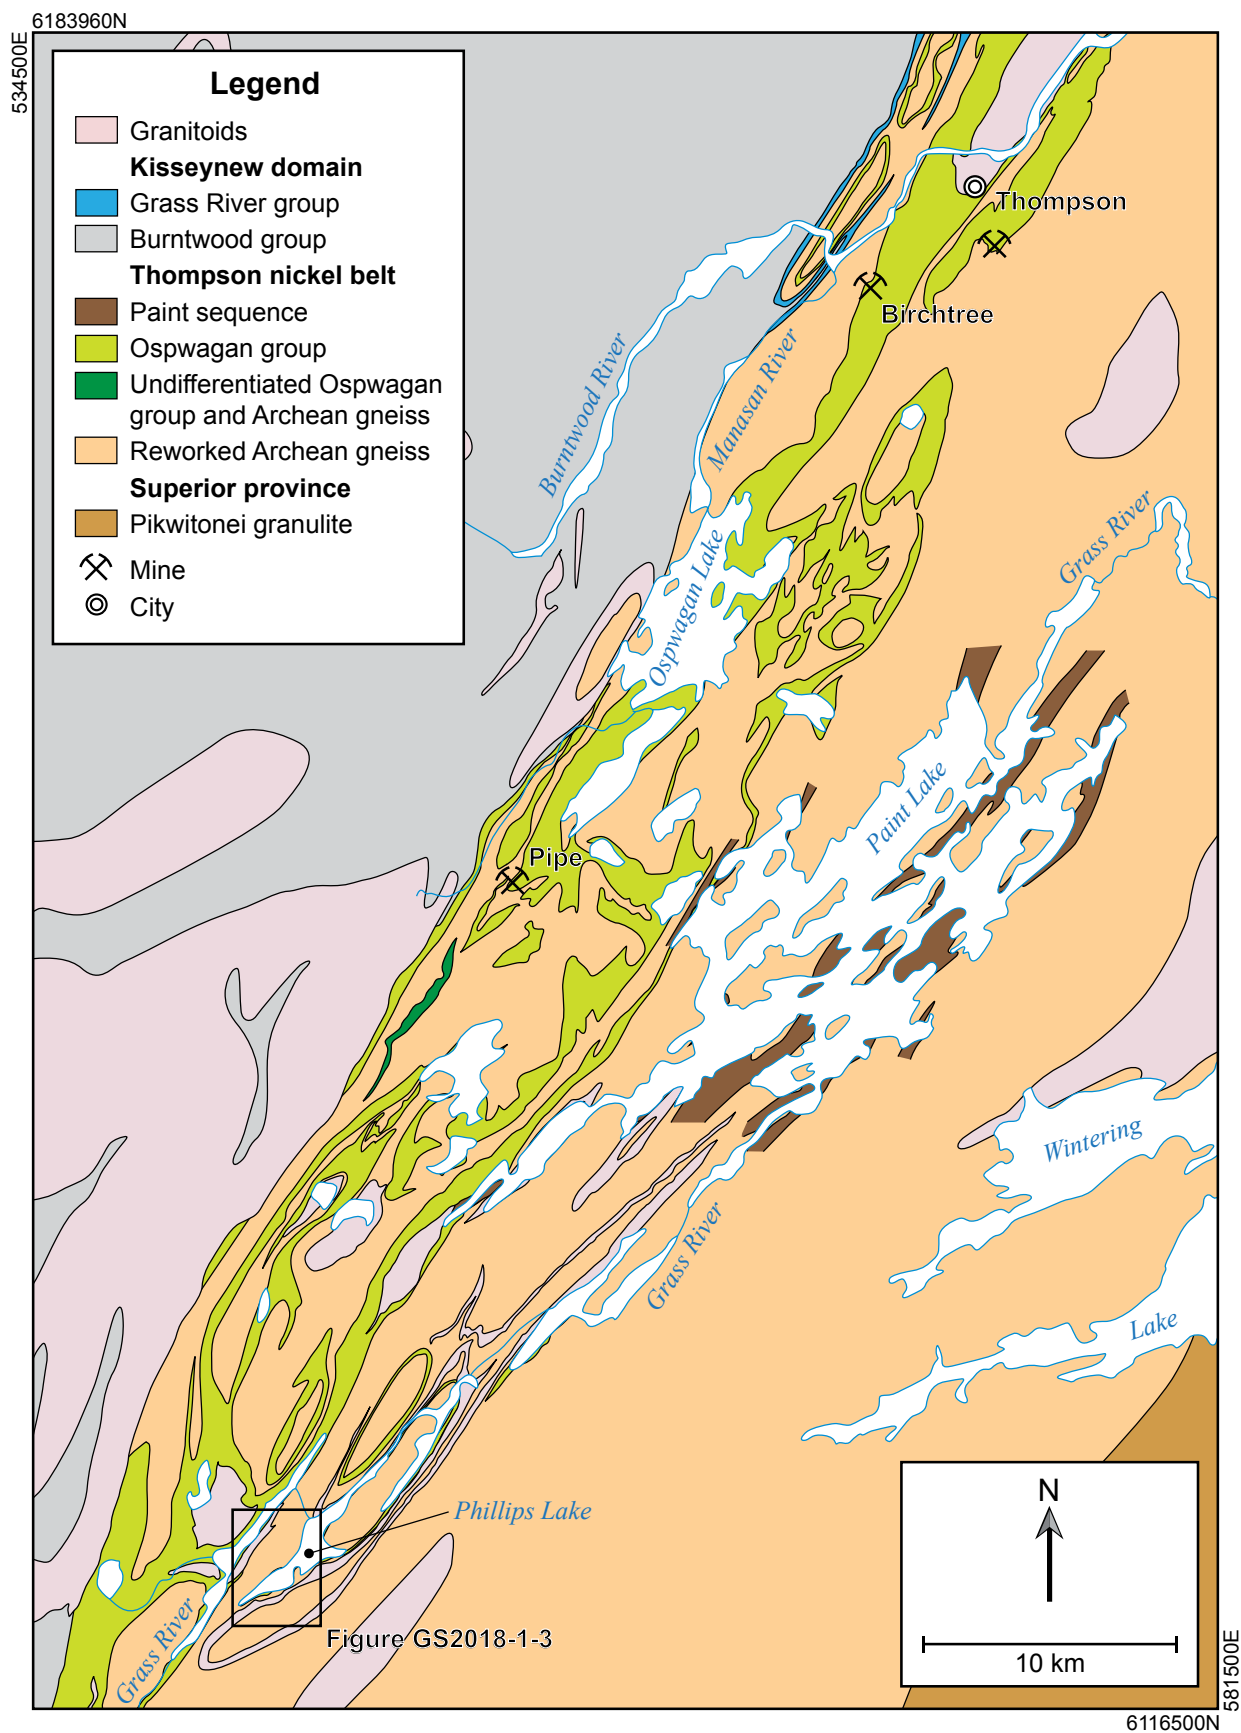 6183960N
534500E
Legend
Granitoids
Kisseynew domain
Grass River group
Burntwood group
Thompson nickel belt
Paint sequence
Ospwagan group
Undifferentiated Ospwagan
group and Archean gneiss
Reworked Archean gneiss
Superior province
Pikwitonei granulite
Mine
City
Thompson
Birchtree
Burntwood River
Manasan River
Grass River
Ospwagan Lake
Paint Lake
Pipe
Wintering
Grass River
Lake
Phillips Lake
Grass River
Figure GS2018-1-3
N
10 km
581500E
6116500N